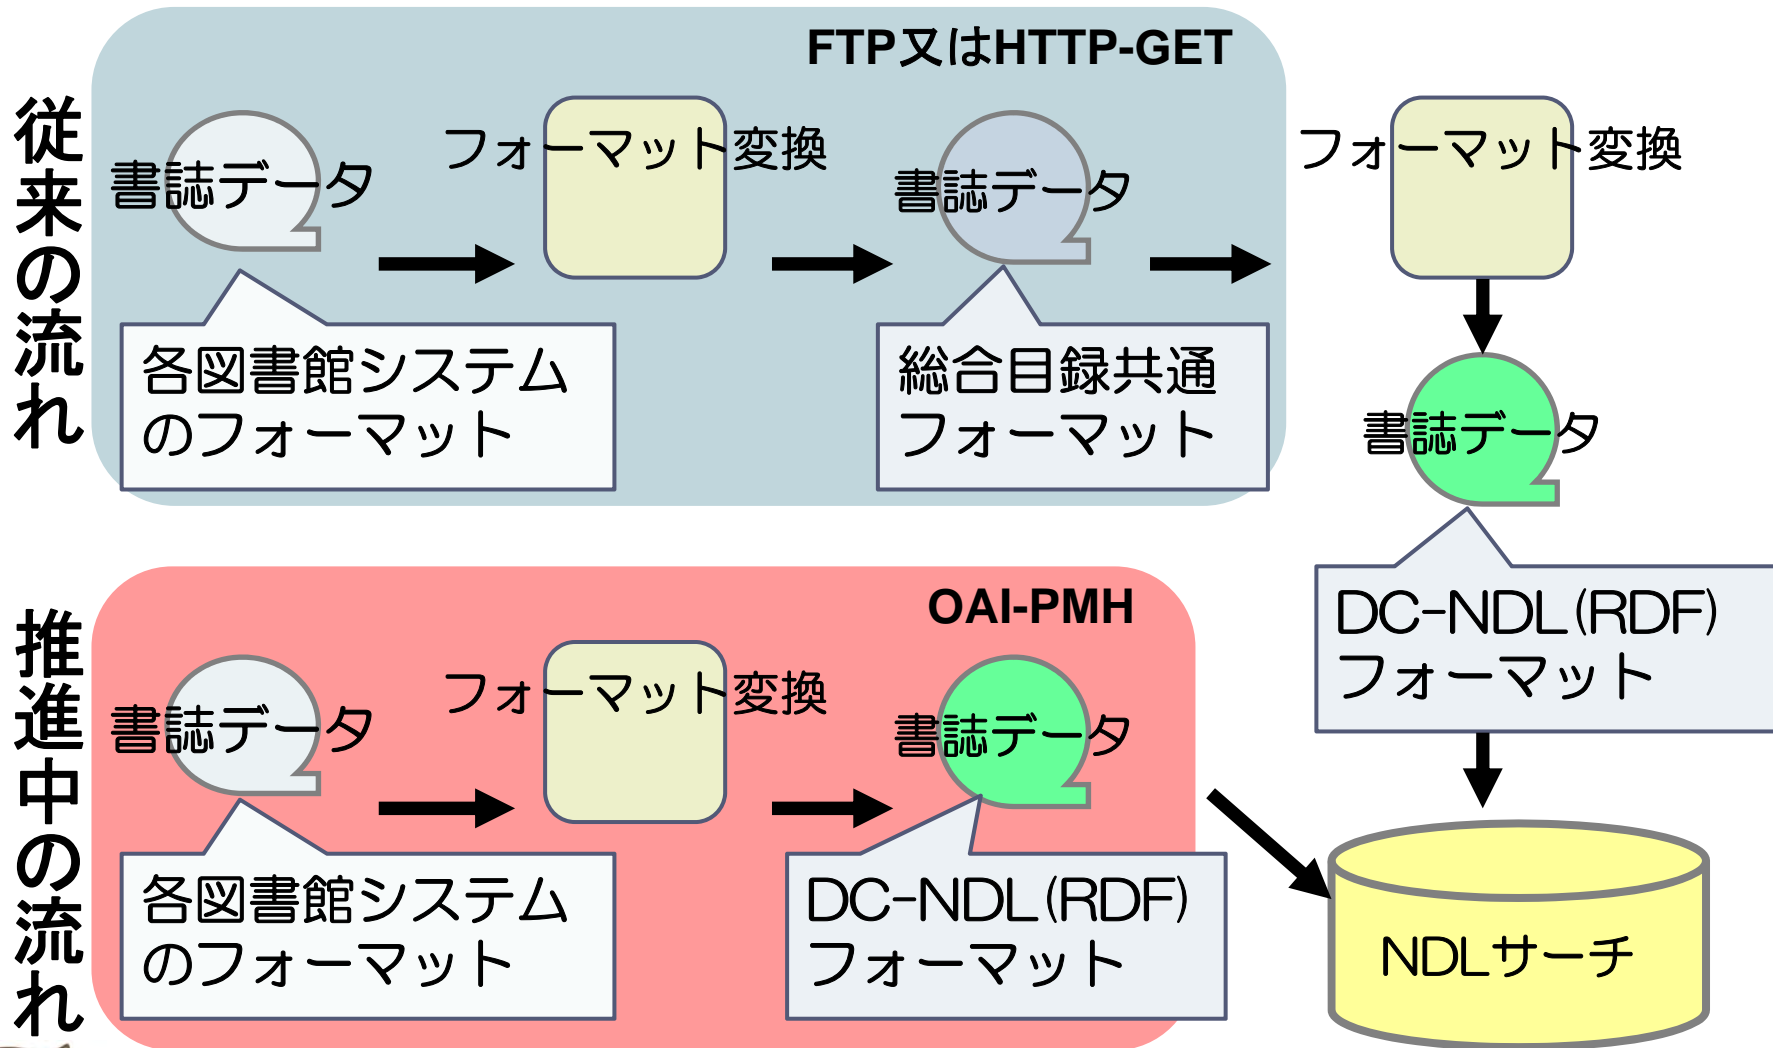 従来の流れ
FTP又はHTTP-GET
書誌データ
フォーマット変換
書誌データ
フォーマット変換
各図書館システム
のフォーマット
総合目録共通
フォーマット
書誌データ
DC-NDL(RDF)
フォーマット
推進中の流れ
OAI-PMH
書誌データ
フォーマット変換
書誌データ
各図書館システム
のフォーマット
DC-NDL(RDF)
フォーマット
NDLサーチ